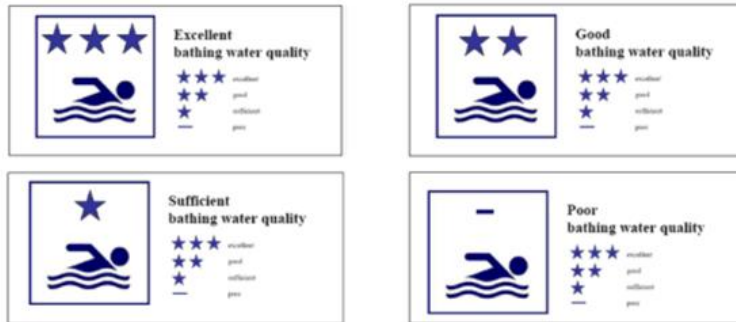 Excellent
bathing water quality
excellent
good
sufficient
poor
Good
bathing water quality
excellent
good
sufficient
poor
Sufficient
bathing water quality
excellent
good
sufficient
poor
Poor
bathing water quality
excellent
good
sufficient
poor